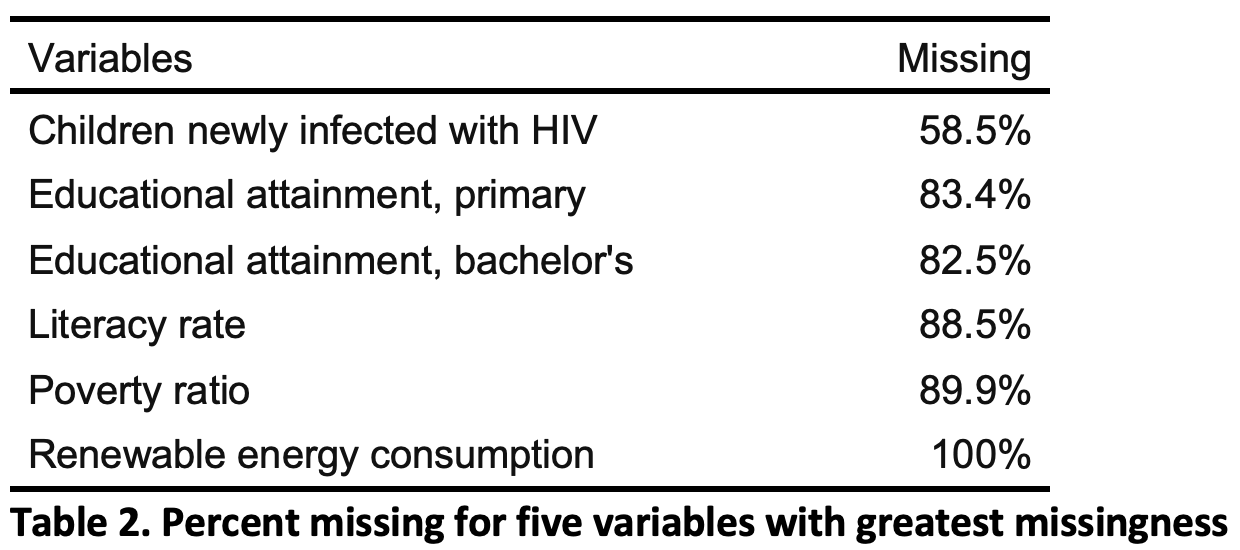 Variables Missing
Children newly infected with HIV 58.5%
Educational attainment, primary 83.4%
Educational attainment, bachelor's 82.5%
Literacy rate 88.5%
Poverty ratio 89.9%
Renewable energy consumption 100%
Table 2. Percent missing for five variables with greatest missingness